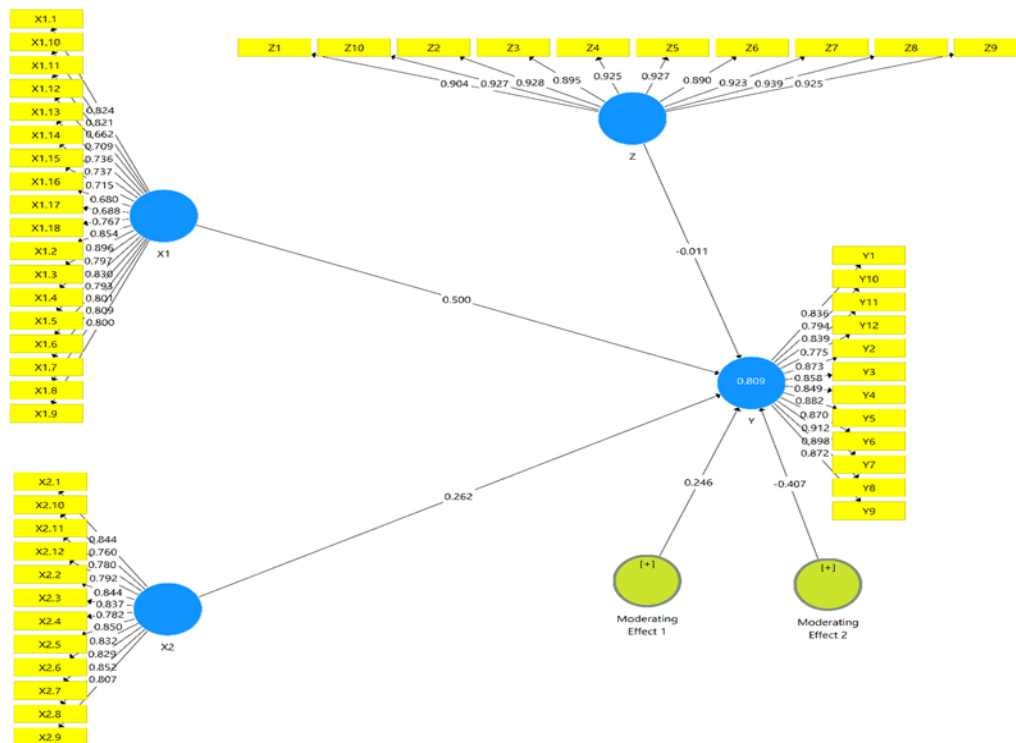 X1.1
X1.10
X1.11
X1.12
X1.13
X1.14
X1.15
X1.16
X1.17
X1.18
X1.2
X1.3
X1.4
X1.5
X1.6
X1.7
X1.8
X1.9
0.824
0.821
0.662
0.709
0.736
0.737
0.715
0.680
0.688
0.767
0.854
0.896
0.797
0.830
0.793
0.801
0.809
0.800
X1
Z1 Z10 Z2 Z3 Z4 Z5 Z6 Z7 Z8 Z9
0.904 0.927 0.928 0.895 0.925 0.927 0.890 0.923 0.939 0.925
Z
-0.011
0.500
Y1
Y10
Y11
Y12
Y2
Y3
Y4
Y5
Y6
Y7
Y8
Y9
0.836
0.794
0.839
0.775
0.873
0.858
0.849
0.882
0.870
0.912
0.898
0.872
0.809
Y
X2.1
X2.10
X2.11
X2.12
X2.2
X2.3
X2.4
X2.5
X2.6
X2.7
X2.8
X2.9
0.844
0.760
0.780
0.792
0.844
0.837
0.782
0.850
0.832
0.829
0.852
0.807
X2
0.262
0.246
-0.407
[+]
Moderating
Effect 1
[+]
Moderating
Effect 2